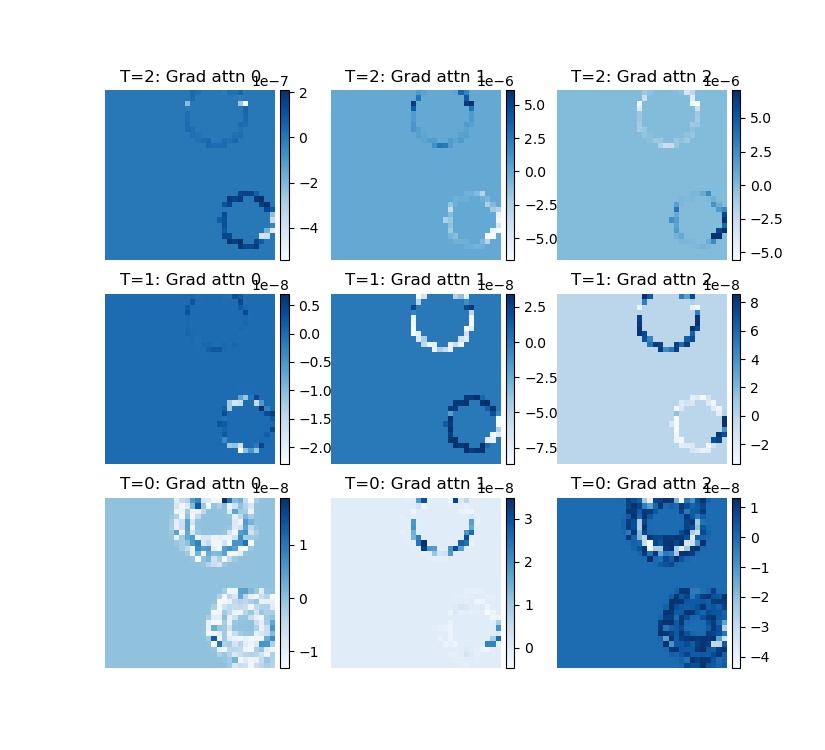 T=2: Grad attn 0
1e−7
2
0
−2
−4
T=2: Grad attn 1
1e−6
5.0
2.5
0.0
−2.5
−5.0
T=2: Grad attn 2
1e−6
5.0
2.5
0.0
−2.5
−5.0
T=1: Grad attn 0
1e−8
0.5
0.0
−0.5
−1.0
−1.5
−2.0
T=1: Grad attn 1
1e−8
2.5
0.0
−2.5
−5.0
−7.5
T=1: Grad attn 2
1e−8
8
6
4
2
0
−2
T=0: Grad attn 0
1e−8
1
0
−1
T=0: Grad attn 1
1e−8
3
2
1
0
T=0: Grad attn 2
1e−8
1
0
−1
−2
−3
−4